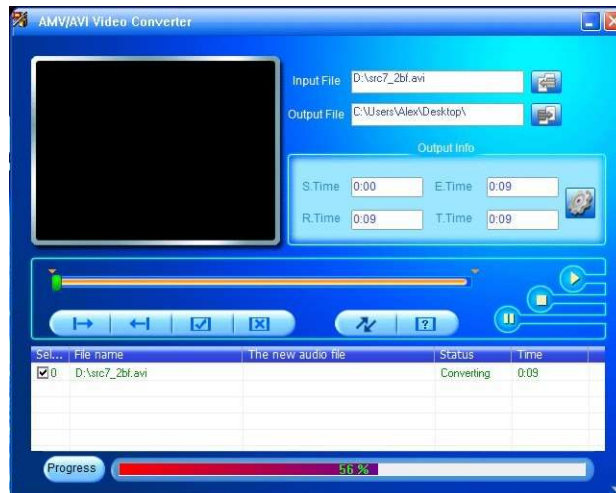 AMV/AVI Video Converter
Input File D:\src7_2bf.avi
Output File C:\Users\Alex\Desktop\
Output Info
S.Time 0:00 E.Time 0:09
R.Time 0:09 T.Time 0:09
Sel... File name The new audio file Status Time
0 D:\src7_2bf.avi Converting 0:09
Progress 56 %